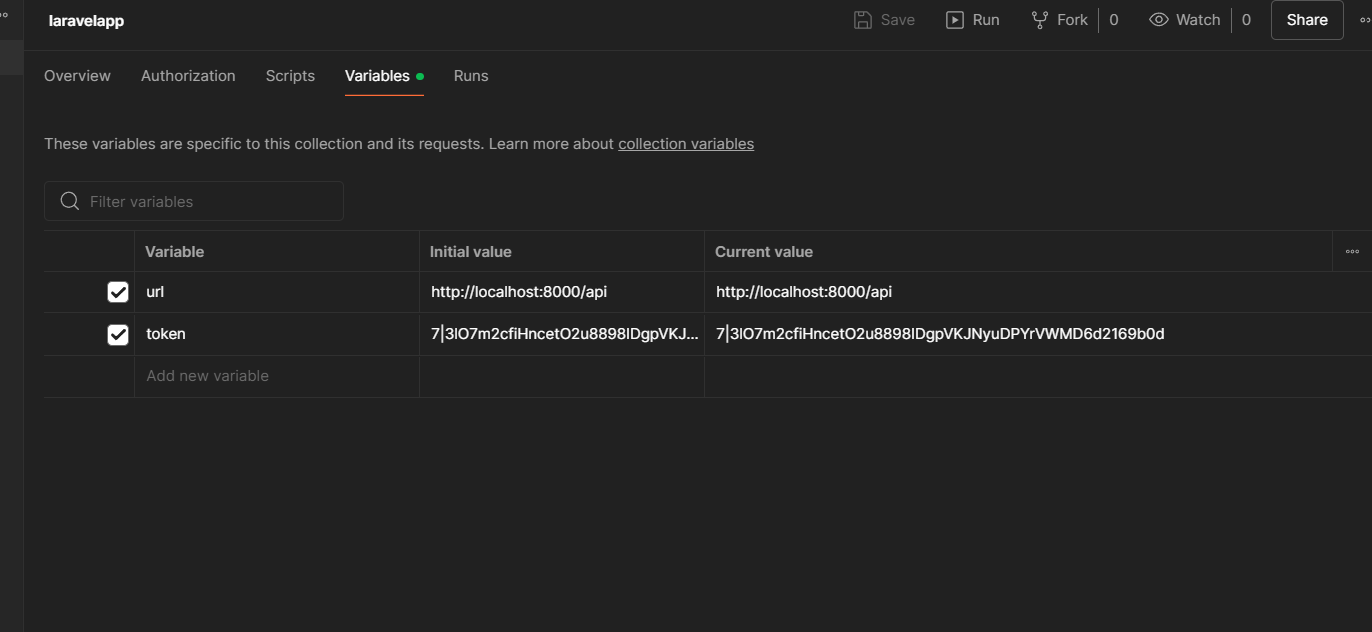 laravelapp
Save Run Fork 0 Watch 0 Share
Overview Authorization Scripts Variables Runs
These variables are specific to this collection and its requests. Learn more about collection variables
Filter variables
Variable Initial value Current value
url http://localhost:8000/api http://localhost:8000/api
token 7|3lO7m2cfiHncetO2u8898lDgpVKJ... 7|3lO7m2cfiHncetO2u8898lDgpVKJNyuDPYrVWMD6d2169b0d
Add new variable